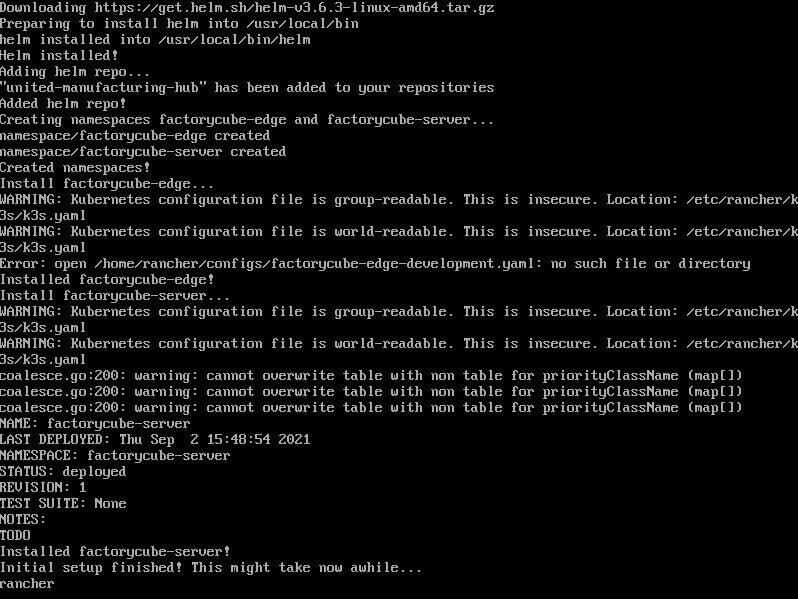 Downloading https://get.helm.sh/helm-v3.6.3-linux-amd64.tar.gz
Preparing to install helm into /usr/local/bin
helm installed into /usr/local/bin/helm
Helm installed!
Adding helm repo...
"united-manufacturing-hub" has been added to your repositories
Added helm repo!
Creating namespaces factorycube-edge and factorycube-server...
namespace/factorycube-edge created
namespace/factorycube-server created
Created namespaces!
Install factorycube-edge...
WARNING: Kubernetes configuration file is group-readable. This is insecure. Location: /etc/rancher/k
3s/k3s.yaml
WARNING: Kubernetes configuration file is world-readable. This is insecure. Location: /etc/rancher/k
3s/k3s.yaml
Error: open /home/rancher/configs/factorycube-edge-development.yaml: no such file or directory
Installed factorycube-edge!
Install factorycube-server...
WARNING: Kubernetes configuration file is group-readable. This is insecure. Location: /etc/rancher/k
3s/k3s.yaml
WARNING: Kubernetes configuration file is world-readable. This is insecure. Location: /etc/rancher/k
3s/k3s.yaml
coalesce.go:200: warning: cannot overwrite table with non table for priorityClassName (map[])
coalesce.go:200: warning: cannot overwrite table with non table for priorityClassName (map[])
coalesce.go:200: warning: cannot overwrite table with non table for priorityClassName (map[])
NAME: factorycube-server
LAST DEPLOYED: Thu Sep  2 15:48:54 2021
NAMESPACE: factorycube-server
STATUS: deployed
REVISION: 1
TEST SUITE: None
NOTES:
TODO
Installed factorycube-server!
Initial setup finished! This might take now awhile...
rancher